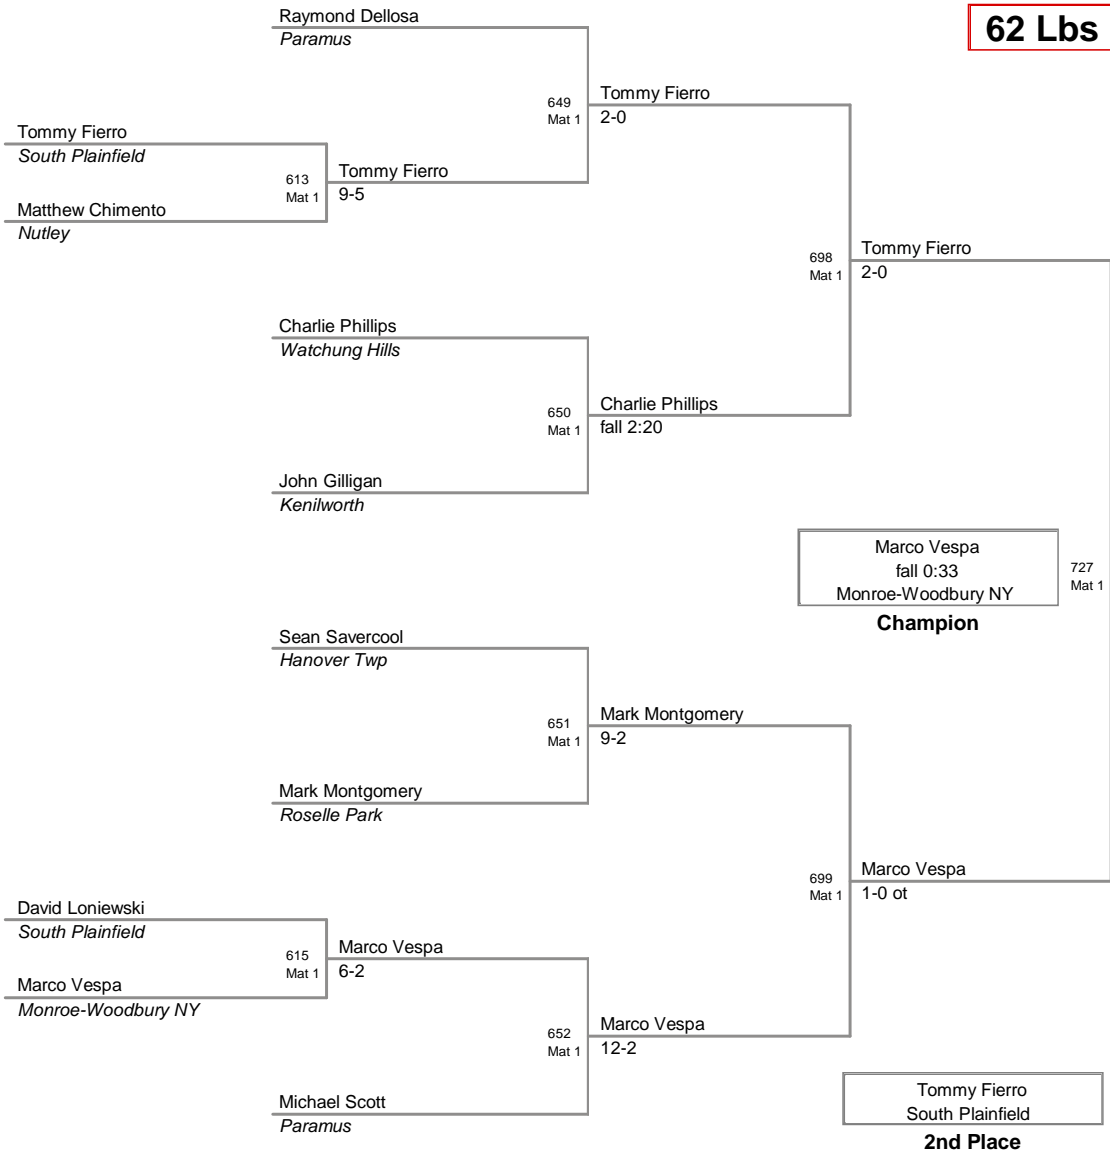 62 Lbs
Raymond Dellosa
Paramus
649
Mat 1
Tommy Fierro
2-0
Tommy Fierro
South Plainfield
613
Mat 1
Tommy Fierro
9-5
Matthew Chimento
Nutley
698
Mat 1
Tommy Fierro
2-0
Charlie Phillips
Watchung Hills
650
Mat 1
Charlie Phillips
fall 2:20
John Gilligan
Kenilworth
Marco Vespa
fall 0:33
Monroe-Woodbury NY
Champion
727
Mat 1
Sean Savercool
Hanover Twp
651
Mat 1
Mark Montgomery
9-2
Mark Montgomery
Roselle Park
699
Mat 1
Marco Vespa
1-0 ot
David Loniewski
South Plainfield
615
Mat 1
Marco Vespa
6-2
Marco Vespa
Monroe-Woodbury NY
652
Mat 1
Marco Vespa
12-2
Michael Scott
Paramus
Tommy Fierro
South Plainfield
2nd Place